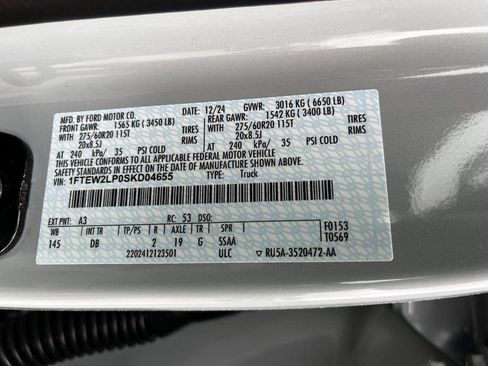 MFD. BY FORD MOTOR CO. 12/24 GVWR: 3016 KG ( 6650 LB)
FRONT GAWR: 1565 KG ( 3450 LB) REAR GAWR: 1542 KG ( 3400 LB)
WITH 275/60R20 115T WITH 275/60R20 115T
20x8.5J 20x8.5J
AT 240 kPa/ 35 PSI COLD AT 240 kPa/ 35 PSI COLD
THIS VEHICLE CONFORMS TO ALL APPLICABLE FEDERAL MOTOR VEHICLE
SAFETY STANDARDS IN EFFECT ON THE DATE OF MANUFACTURE SHOWN ABOVE.
VIN: 1FTEW2LP0SKD04655 TYPE: Truck
EXT PNT: A3 RC: 53 DSO: F0153
WB INT TR TP/PS R AXLE TR SPR T0569
145 DB 2 19 G SSAA
2202412123501 ULC RU5A-3520472-AA